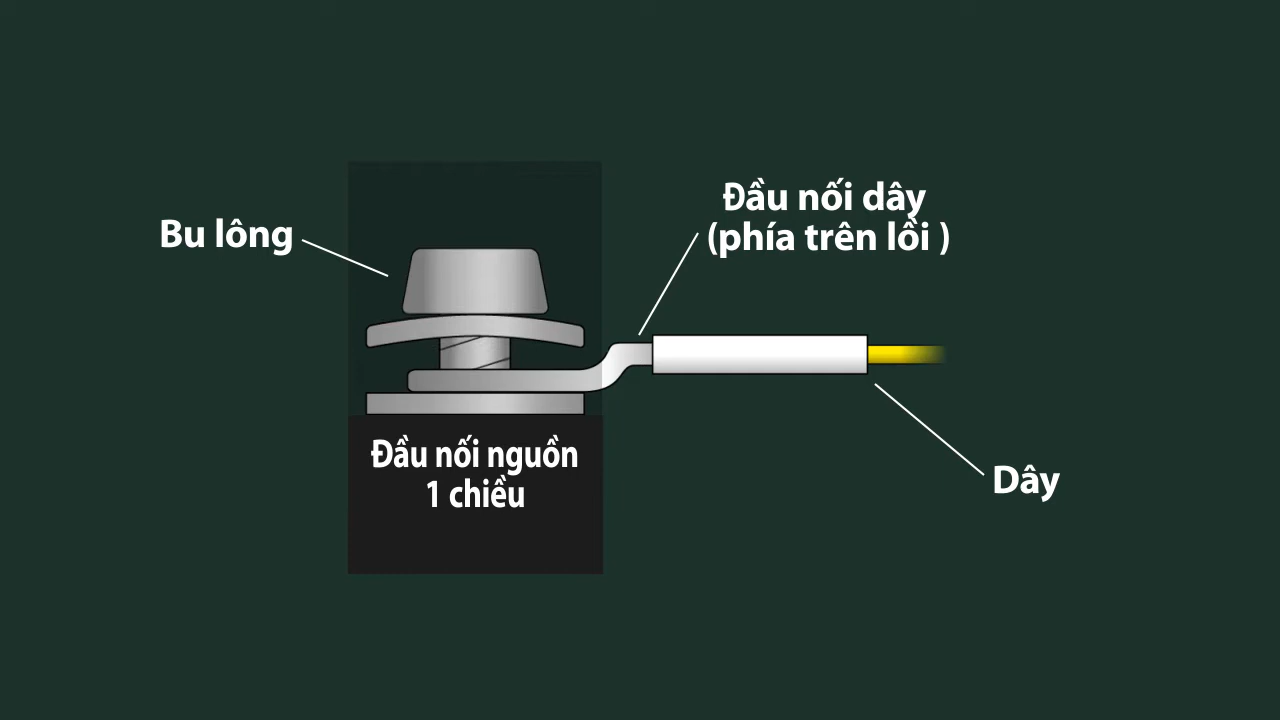 Bu lông
Đầu nối dây
(phía trên lồi )
Đầu nối nguồn
1 chiều
Dây